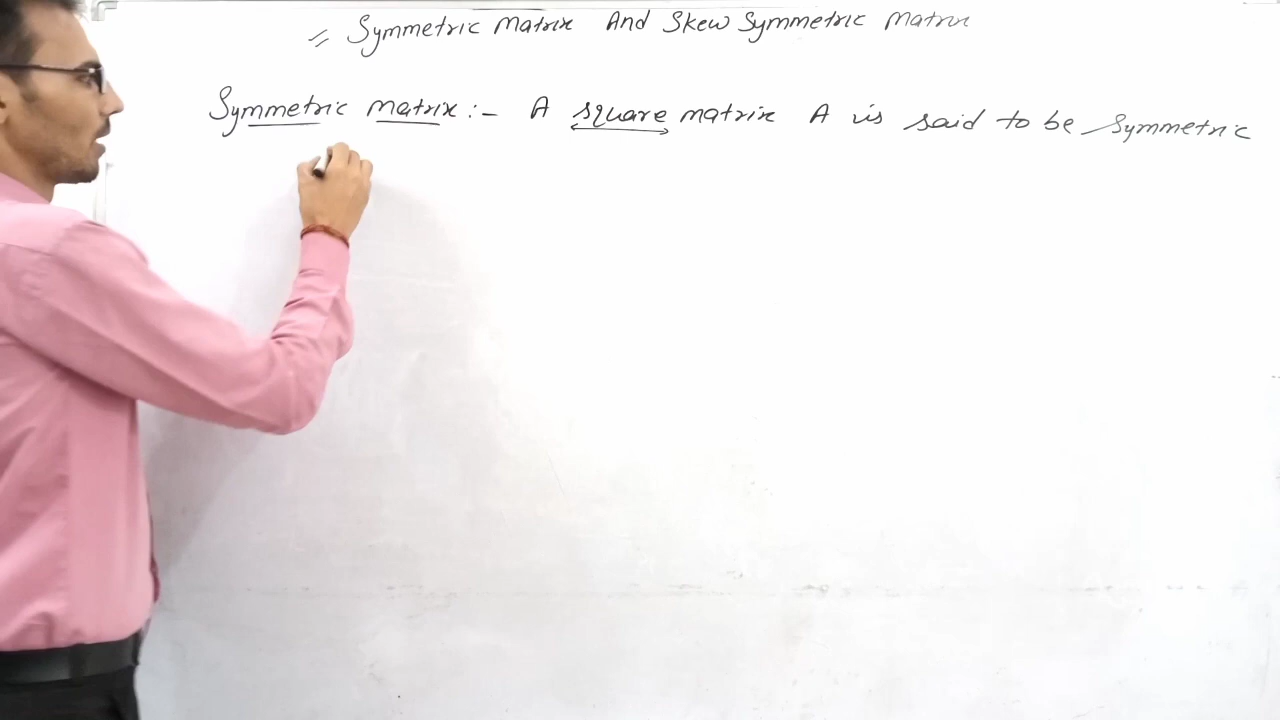 = Symmetric Matrix And Skew Symmetric Matrix
Symmetric Matrix :- A square matrix A is said to be Symmetric